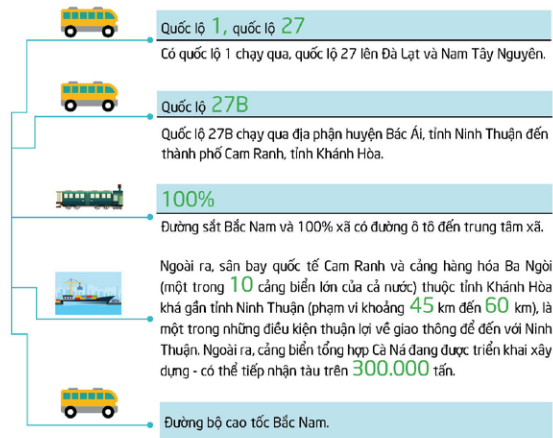 Quốc lộ 1, quốc lộ 27
Có quốc lộ 1 chạy qua, quốc lộ 27 lên Đà Lạt và Nam Tây Nguyên.
Quốc lộ 27B
Quốc lộ 27B chạy qua địa phận huyện Bác Ái, tỉnh Ninh Thuận đến
thành phố Cam Ranh, tỉnh Khánh Hòa.
100%
Đường sắt Bắc Nam và 100% xã có đường ô tô đến trung tâm xã.
Ngoài ra, sân bay quốc tế Cam Ranh và cảng hàng hóa Ba Ngòi
(một trong 10 cảng biển lớn của cả nước) thuộc tỉnh Khánh Hòa
khá gần tỉnh Ninh Thuận (phạm vi khoảng 45 km đến 60 km), là
một trong những điều kiện thuận lợi về giao thông để đến với Ninh
Thuận. Ngoài ra, cảng biển tổng hợp Cà Ná đang được triển khai xây
dựng - có thể tiếp nhận tàu trên 300.000 tấn.
Đường bộ cao tốc Bắc Nam.